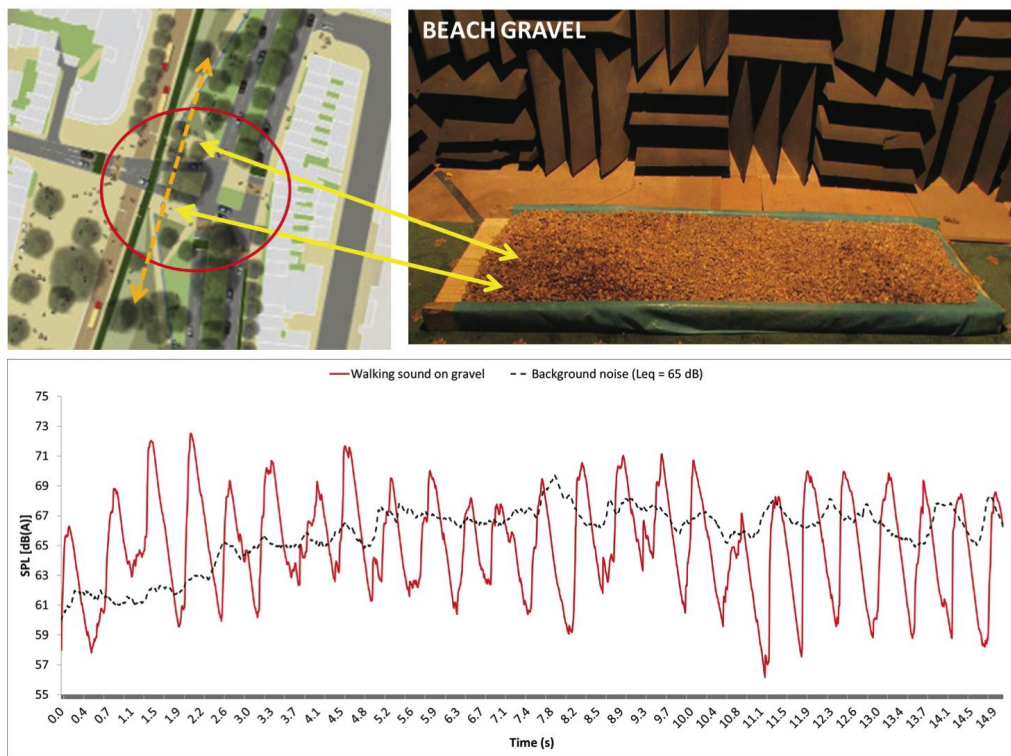 BEACH GRAVEL
Walking sound on gravel
Background noise (Leq = 65 dB)
75
73
71
69
67
65
63
61
59
57
55
SPL [dB(A)]
0.0 0.4 0.7 1.1 1.5 1.9 2.2 2.6 3.0 3.3 3.7 4.1 4.5 4.8 5.2 5.6 5.9 6.3 6.7 7.1 7.4 7.8 8.2 8.5 8.9 9.3 9.7 10.0 10.4 10.8 11.1 11.5 11.9 12.3 12.6 13.0 13.4 13.7 14.1 14.5 14.9
Time (s)